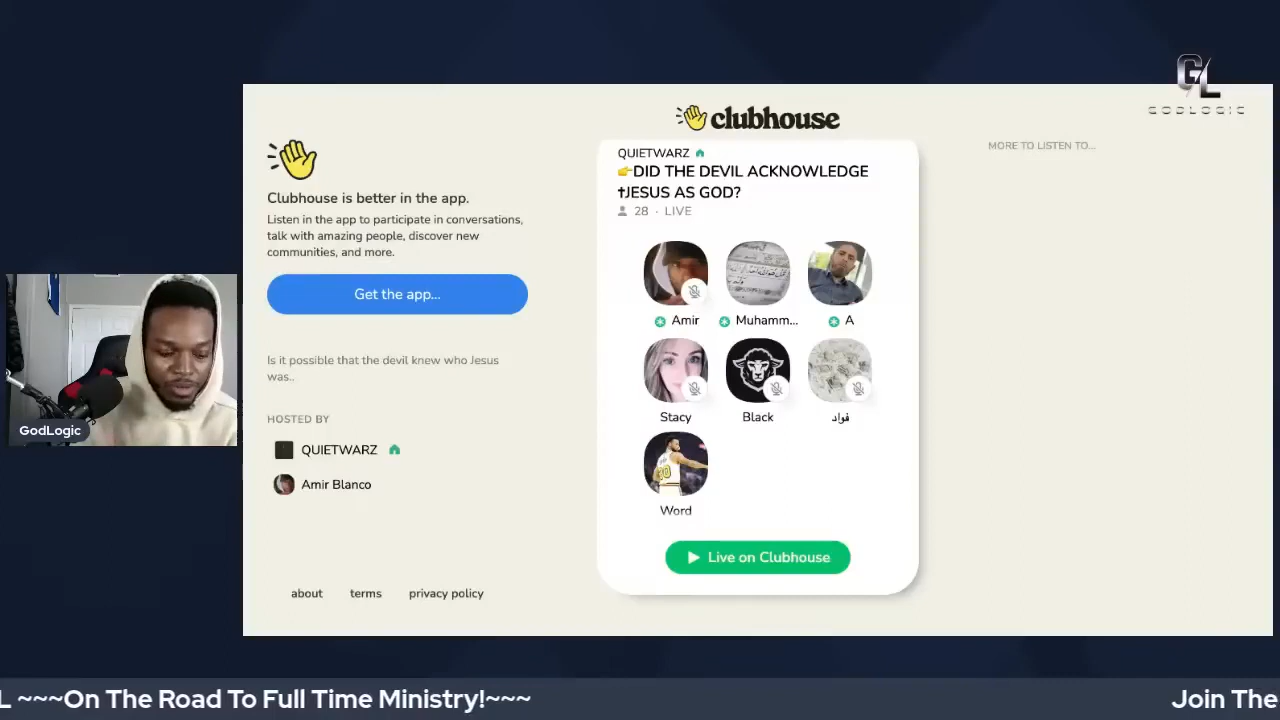 GL
GODLOGIC
clubhouse
MORE TO LISTEN TO...
QUIETWARZ
👉DID THE DEVIL ACKNOWLEDGE
✝JESUS AS GOD?
28 · LIVE
Clubhouse is better in the app.
Listen in the app to participate in conversations,
talk with amazing people, discover new
communities, and more.
Get the app...
Is it possible that the devil knew who Jesus
was..
HOSTED BY
QUIETWARZ
Amir Blanco
Amir
Muhamm...
A
Stacy
Black
فواد
30
Word
Live on Clubhouse
about
terms
privacy policy
GodLogic
L ~~~On The Road To Full Time Ministry!~~~
Join The